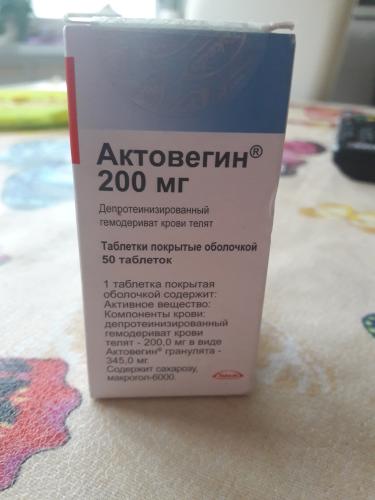 Актовегин®
200 мг
Депротеинизированный
гемодериват крови телят
Таблетки покрытые оболочкой
50 таблеток
1 таблетка покрытая
оболочкой содержит:
Активное вещество:
Компоненты крови:
депротеинизированный
гемодериват крови
телят - 200,0 мг в виде
Актовегин® гранулята -
345,0 мг.
Содержит сахарозу,
макрогол-6000.
Takeda